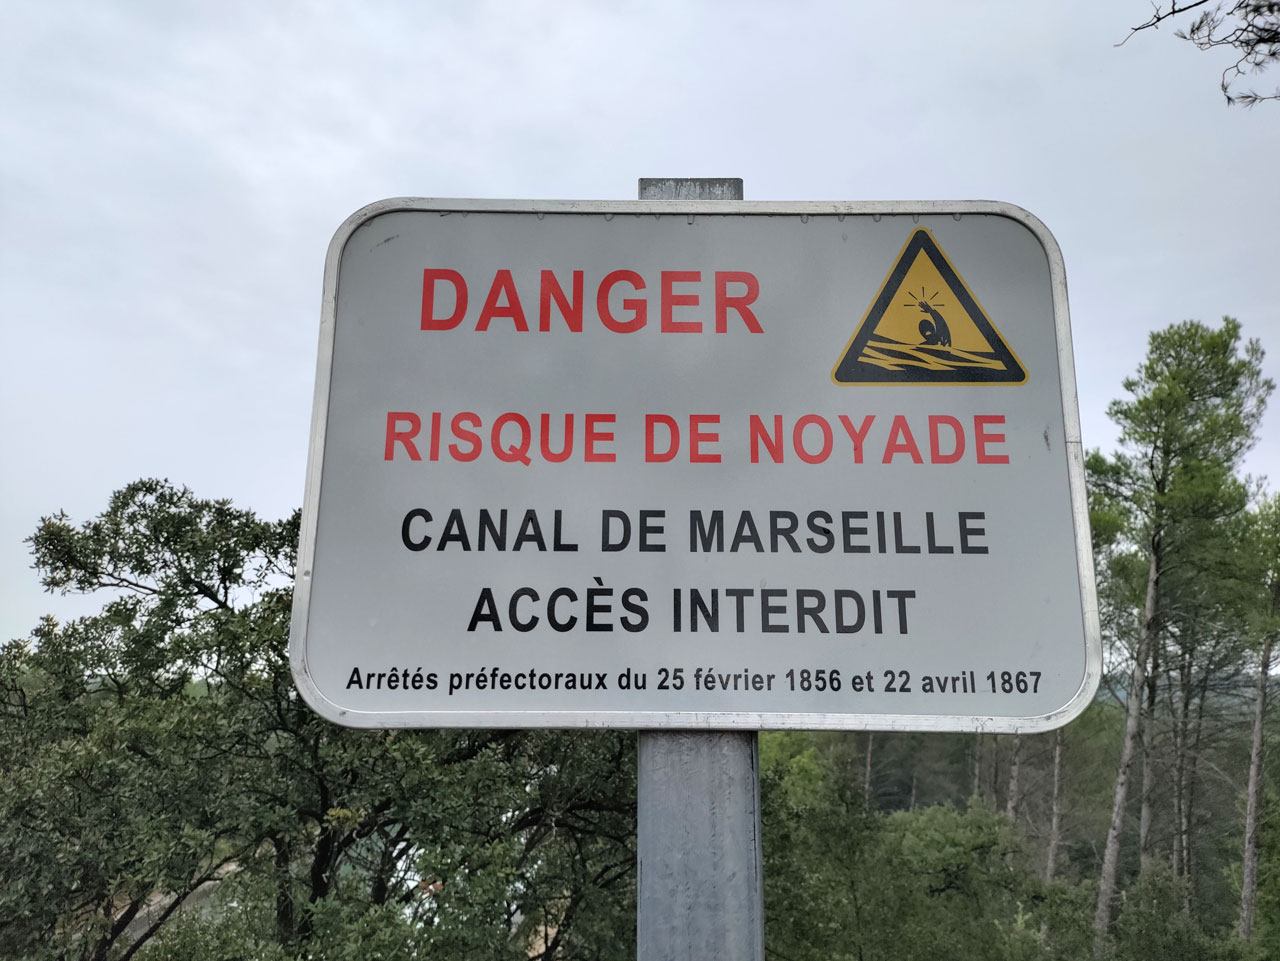 DANGER
RISQUE DE NOYADE
CANAL DE MARSEILLE
ACCÈS INTERDIT
Arrêtés préfectoraux du 25 février 1856 et 22 avril 1867